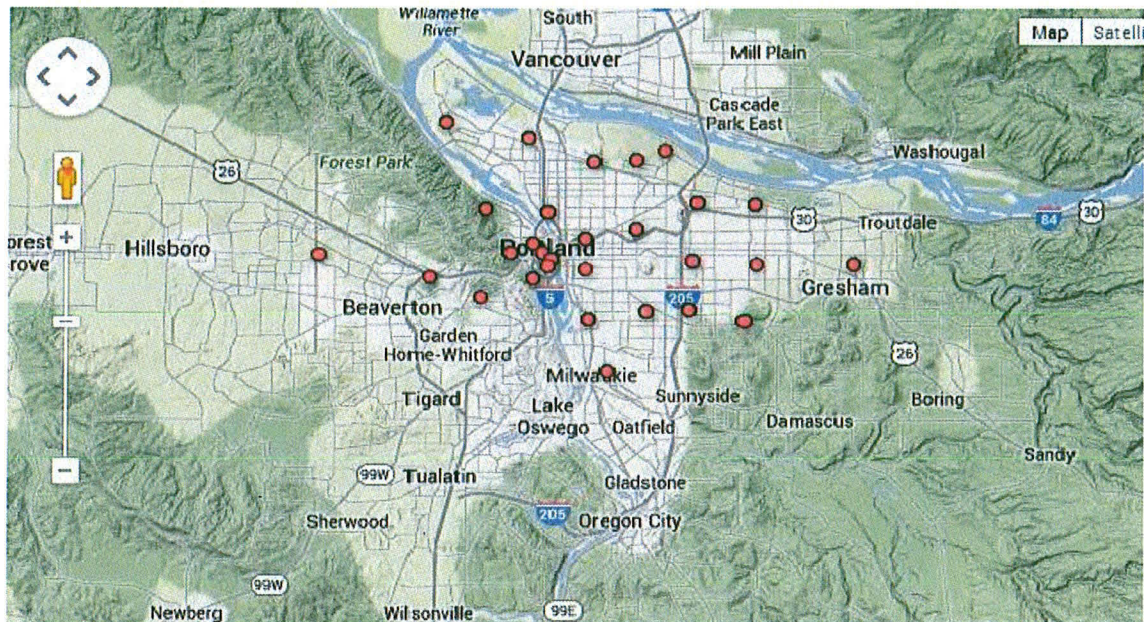 Willamette
River
South
Map
Satelli
Vancouver
Mill Plain
Cascade
Park East
Washougal
Forest Park
26
30
84
30
Troutdale
orest
rove
Hillsboro
Portland
Gresham
Beaverton
5
205
Garden
Home-Whitford
26
Milwaukie
Tigard
Sunnyside
Boring
Lake
Oswego
Oatfield
Damascus
Sandy
99W
Tualatin
Gladstone
Sherwood
205
Oregon City
99W
Newberg
Wilsonville
99E